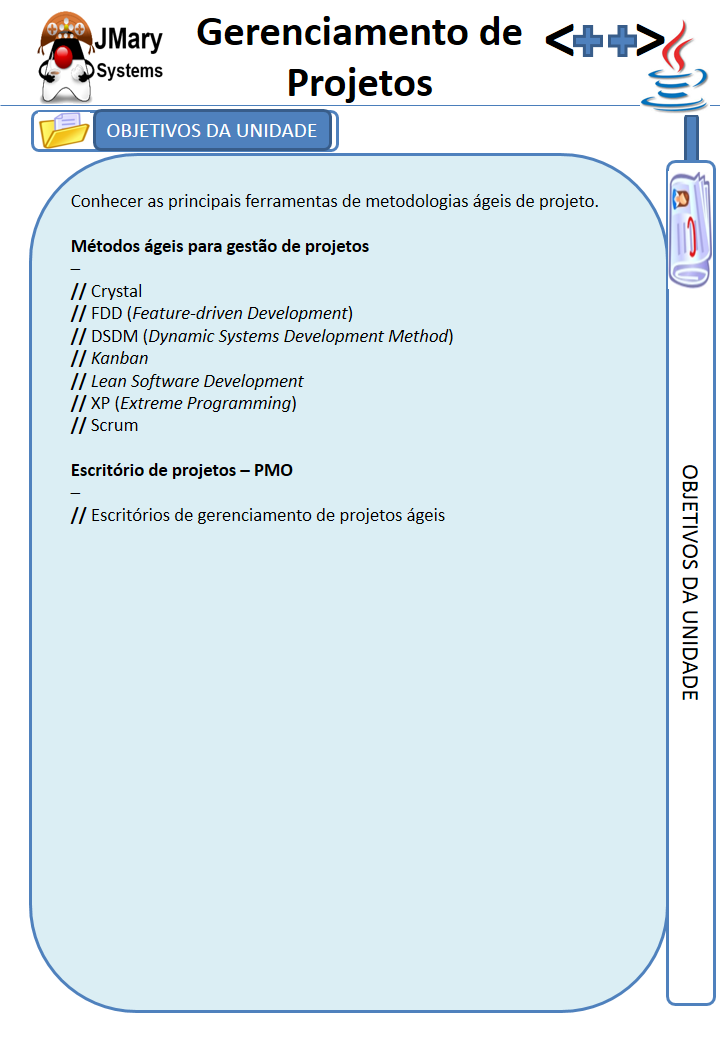 JMary
Systems
Gerenciamento de
Projetos
<++>
OBJETIVOS DA UNIDADE
Conhecer as principais ferramentas de metodologias ágeis de projeto.
Métodos ágeis para gestão de projetos
–
// Crystal
// FDD (Feature-driven Development)
// DSDM (Dynamic Systems Development Method)
// Kanban
// Lean Software Development
// XP (Extreme Programming)
// Scrum
Escritório de projetos – PMO
–
// Escritórios de gerenciamento de projetos ágeis
OBJETIVOS DA UNIDADE